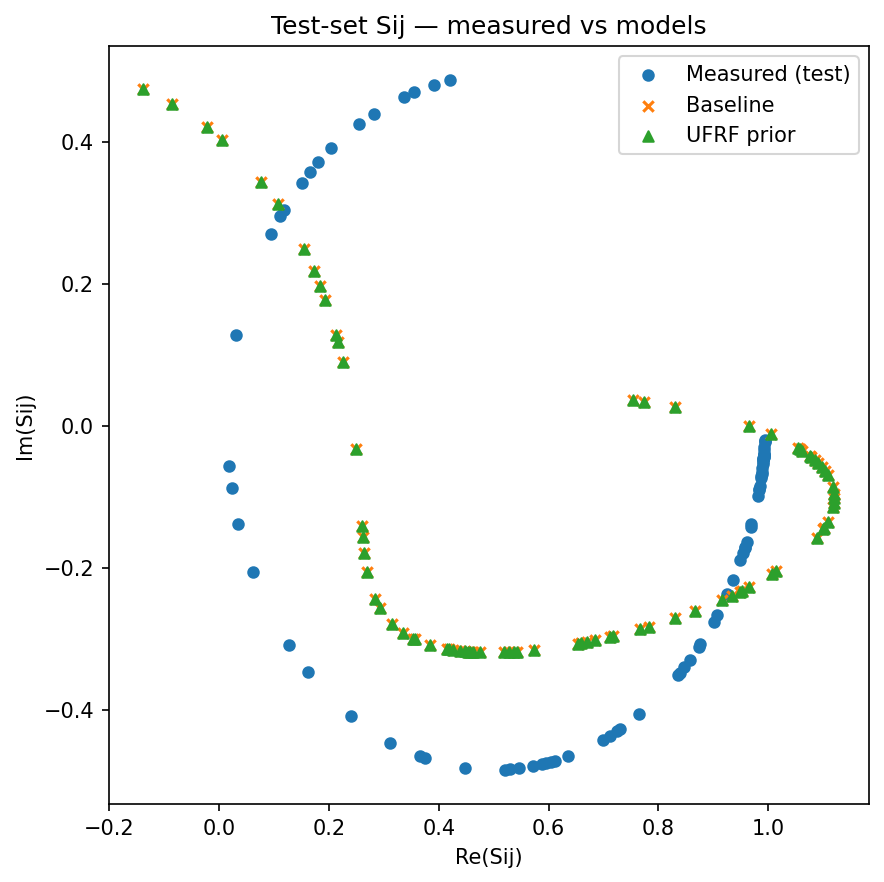 Test-set Sij — measured vs models
Measured (test)
Baseline
UFRF prior
Im(Sij)
0.4
0.2
0.0
−0.2
−0.4
−0.2
0.0
0.2
0.4
0.6
0.8
1.0
Re(Sij)